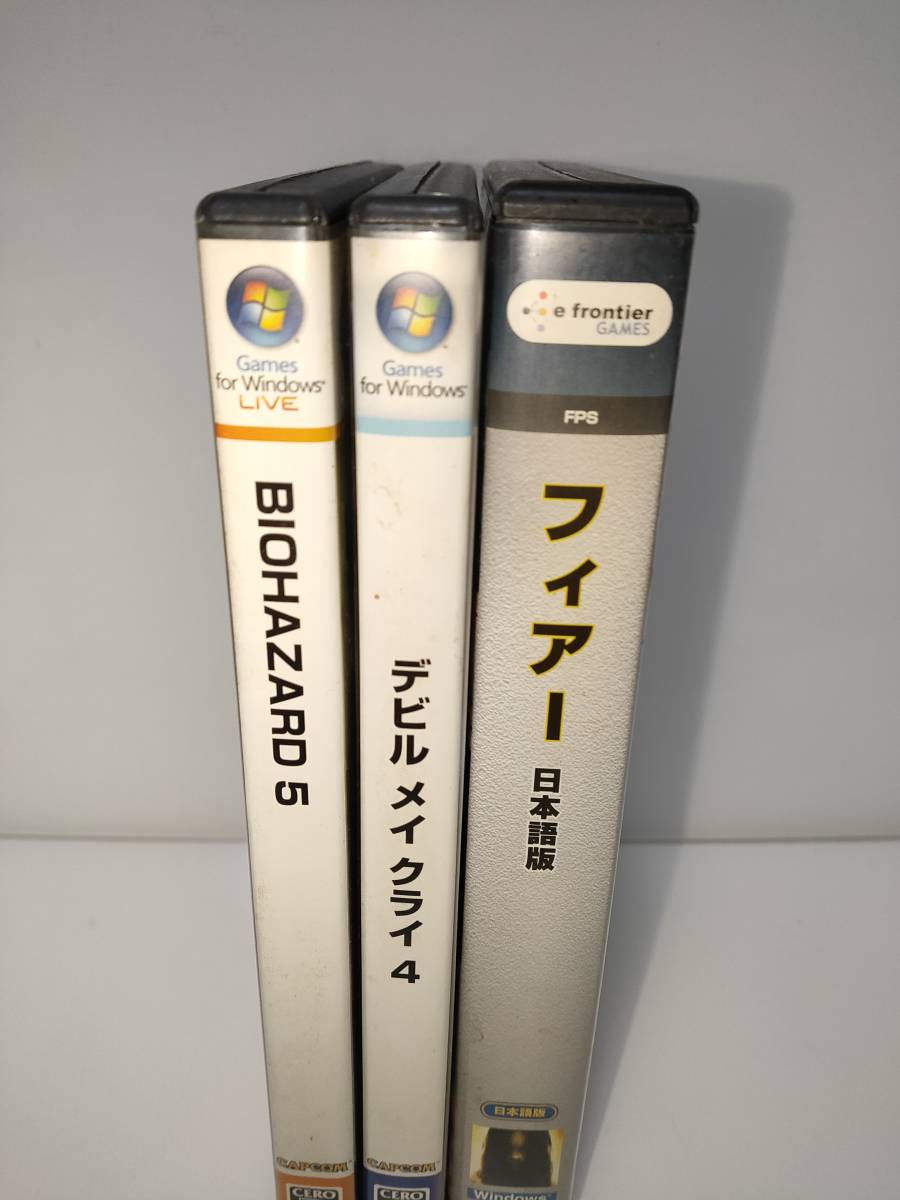 Games
for Windows®
LIVE
BIOHAZARD 5
CAPCOM
CERO
Games
for Windows®
デビル メイ クライ 4
CAPCOM
CERO
e frontier
GAMES
FPS
フィアー
日本語版
日本語版
Windows